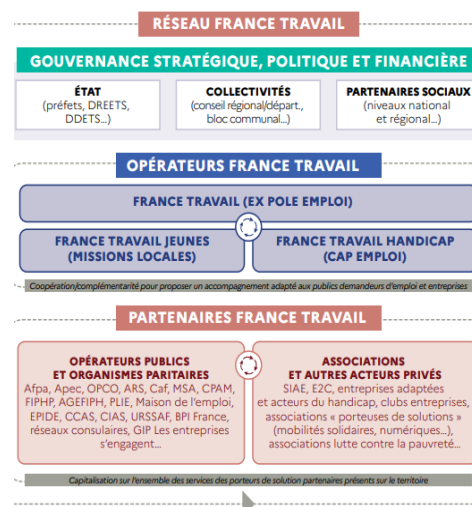 RÉSEAU FRANCE TRAVAIL
GOUVERNANCE STRATÉGIQUE, POLITIQUE ET FINANCIÈRE
ÉTAT
(préfets, DREETS,
DDETS...)
COLLECTIVITÉS
(conseil régional/départ.,
bloc communal...)
PARTENAIRES SOCIAUX
(niveaux national
et régional...)
OPÉRATEURS FRANCE TRAVAIL
FRANCE TRAVAIL (EX POLE EMPLOI)
FRANCE TRAVAIL JEUNES
(MISSIONS LOCALES)
FRANCE TRAVAIL HANDICAP
(CAP EMPLOI)
Coopération/complémentarité pour proposer un accompagnement adapté aux publics demandeurs d'emploi et entreprises
PARTENAIRES FRANCE TRAVAIL
OPÉRATEURS PUBLICS
ET ORGANISMES PARITAIRES
Afpa, Apec, OPCO, ARS, Caf, MSA, CPAM,
FIPHP, AGEFIPH, PLIE, Maison de l'emploi,
EPIDE, CCAS, CIAS, URSSAF, BPI France,
réseaux consulaires, GIP Les entreprises
s'engagent...
ASSOCIATIONS
ET AUTRES ACTEURS PRIVÉS
SIAE, E2C, entreprises adaptées
et acteurs du handicap, clubs entreprises,
associations « porteuses de solutions »
(mobilités solidaires, numériques...),
associations lutte contre la pauvreté...
Capitalisation sur l'ensemble des services des porteurs de solution partenaires présents sur le territoire